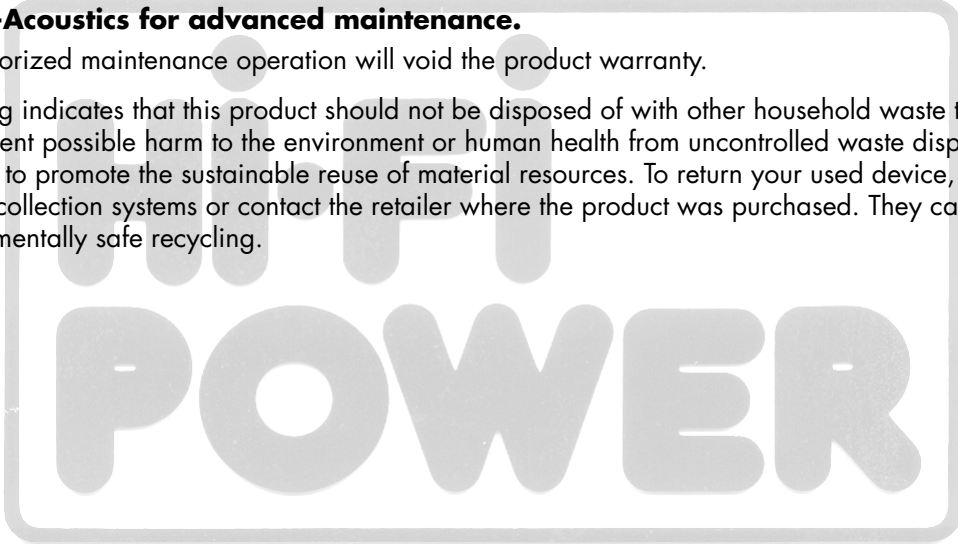 -Acoustics for advanced maintenance.
orized maintenance operation will void the product warranty.
g indicates that this product should not be disposed of with other household waste
ent possible harm to the environment or human health from uncontrolled waste disp
to promote the sustainable reuse of material resources. To return your used device,
collection systems or contact the retailer where the product was purchased. They ca
mentally safe recycling.
Hi-Fi
POWER